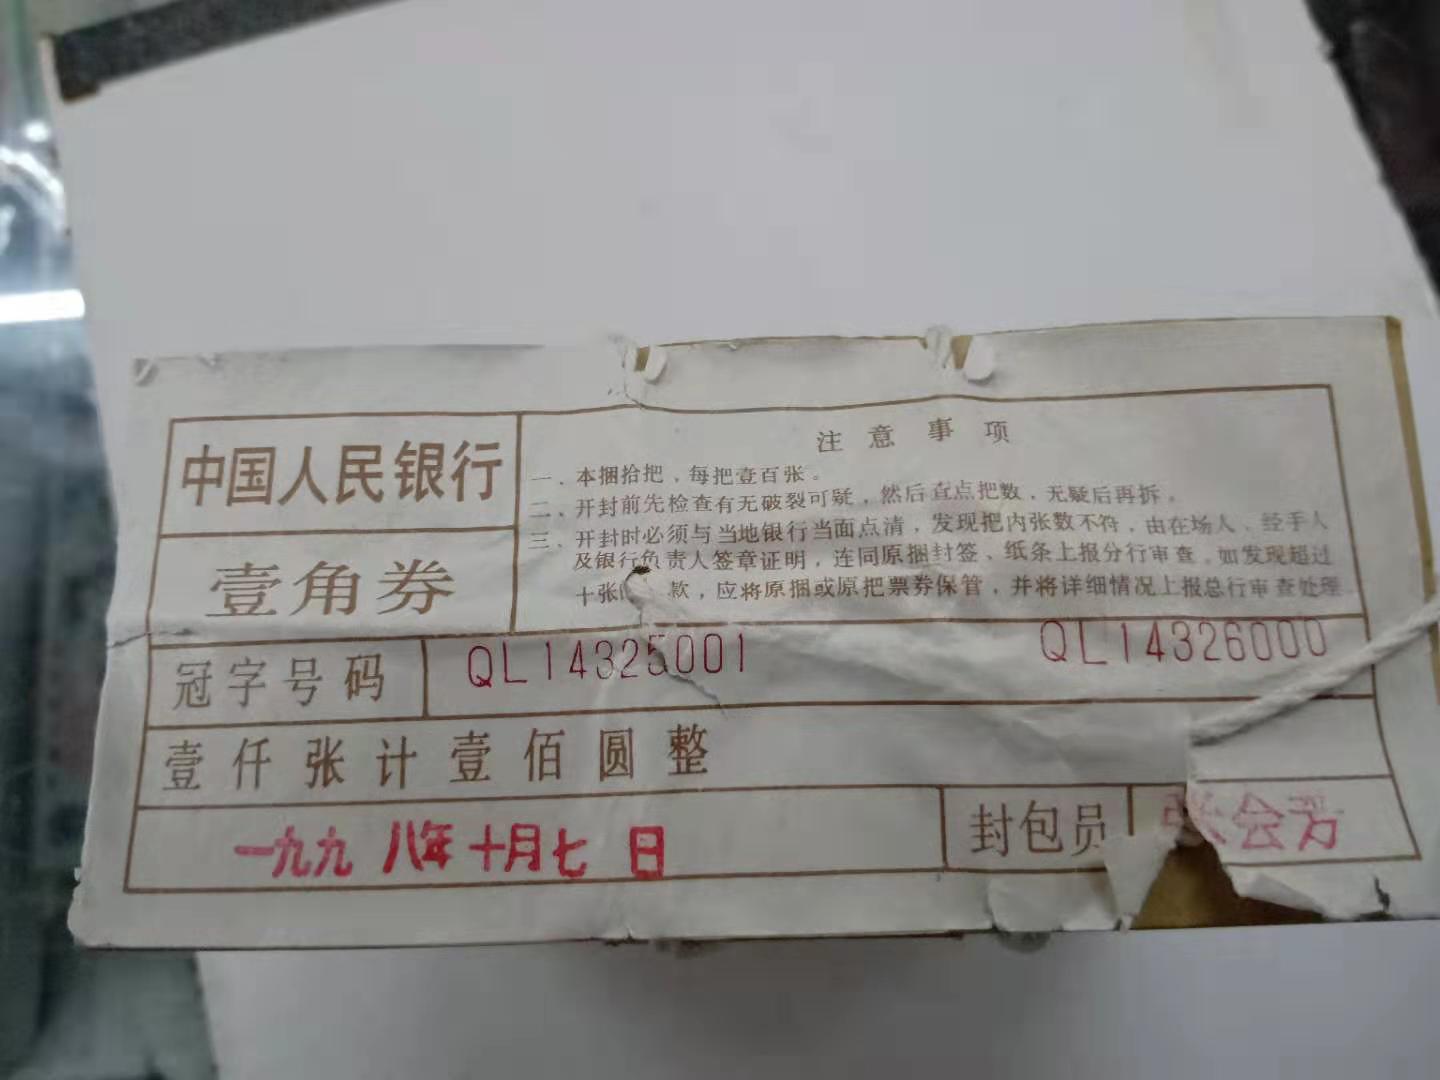 中国人民银行
壹角券
注意事项
一、本捆拾把，每把壹百张。
二、开封前先检查有无破裂可疑，然后直点把数，无疑后再拆。
三、开封时必须与当地银行当面点清，发现把内张数不符，由在场人、经手人
及银行负责人签章证明，连同原捆封签、纸条上报分行审查。如发现超过
十张 款，应将原捆或原把票券保管，并将详细情况上报总行审查处理
冠字号码 QL14325001 QL14326000
壹仟张计壹佰圆整
一九九八年十月七日 封包员 张会芳